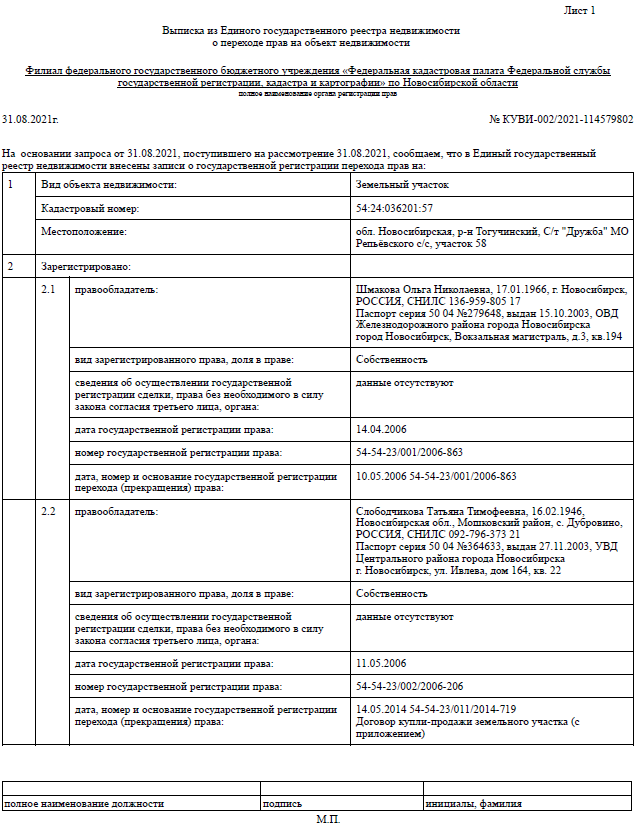 Лист 1
Выписка из Единого государственного реестра недвижимости
о переходе прав на объект недвижимости
Филиал федерального государственного бюджетного учреждения «Федеральная кадастровая палата Федеральной службы
государственной регистрации, кадастра и картографии» по Новосибирской области
полное наименование органа регистрации прав
31.08.2021г.
№ КУВИ-002/2021-114579802
На основании запроса от 31.08.2021, поступившего на рассмотрение 31.08.2021, сообщаем, что в Единый государственный
реестр недвижимости внесены записи о государственной регистрации перехода прав на:
1
Вид объекта недвижимости:
Земельный участок
Кадастровый номер:
54:24:036201:57
Местоположение:
обл. Новосибирская, р-н Тогучинский, С/т "Дружба" МО
Репьёвского с/с, участок 58
2
Зарегистрировано:
2.1
правообладатель:
Шмакова Ольга Николаевна, 17.01.1966, г. Новосибирск,
РОССИЯ, СНИЛС 136-959-805 17
Паспорт серия 50 04 №279648, выдан 15.10.2003, ОВД
Железнодорожного района города Новосибирска
город Новосибирск, Вокзальная магистраль, д.3, кв.194
вид зарегистрированного права, доля в праве:
Собственность
сведения об осуществлении государственной
регистрации сделки, права без необходимого в силу
закона согласия третьего лица, органа:
данные отсутствуют
дата государственной регистрации права:
14.04.2006
номер государственной регистрации права:
54-54-23/001/2006-863
дата, номер и основание государственной регистрации
перехода (прекращения) права:
10.05.2006 54-54-23/001/2006-863
2.2
правообладатель:
Слободчикова Татьяна Тимофеевна, 16.02.1946,
Новосибирская обл., Мошковский район, с. Дубровино,
РОССИЯ, СНИЛС 092-796-373 21
Паспорт серия 50 04 №364633, выдан 27.11.2003, УВД
Центрального района города Новосибирска
г. Новосибирск, ул. Ивлева, дом 164, кв. 22
вид зарегистрированного права, доля в праве:
Собственность
сведения об осуществлении государственной
регистрации сделки, права без необходимого в силу
закона согласия третьего лица, органа:
данные отсутствуют
дата государственной регистрации права:
11.05.2006
номер государственной регистрации права:
54-54-23/002/2006-206
дата, номер и основание государственной регистрации
перехода (прекращения) права:
14.05.2014 54-54-23/011/2014-719
Договор купли-продажи земельного участка (с
приложением)
полное наименование должности
подпись
инициалы, фамилия
М.П.